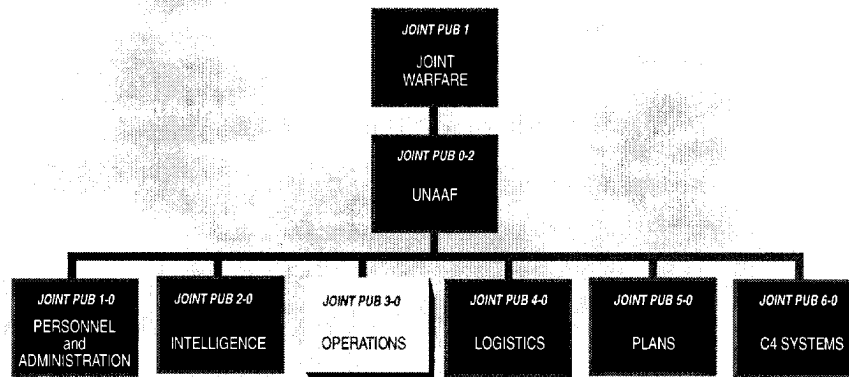 JOINT PUB 1
JOINT
WARFARE
JOINT PUB 0-2
UNAAF
JOINT PUB 1-0
PERSONNEL
and
ADMINISTRATION
JOINT PUB 2-0
INTELLIGENCE
JOINT PUB 3-0
OPERATIONS
JOINT PUB 4-0
LOGISTICS
JOINT PUB 5-0
PLANS
JOINT PUB 6-0
C4 SYSTEMS